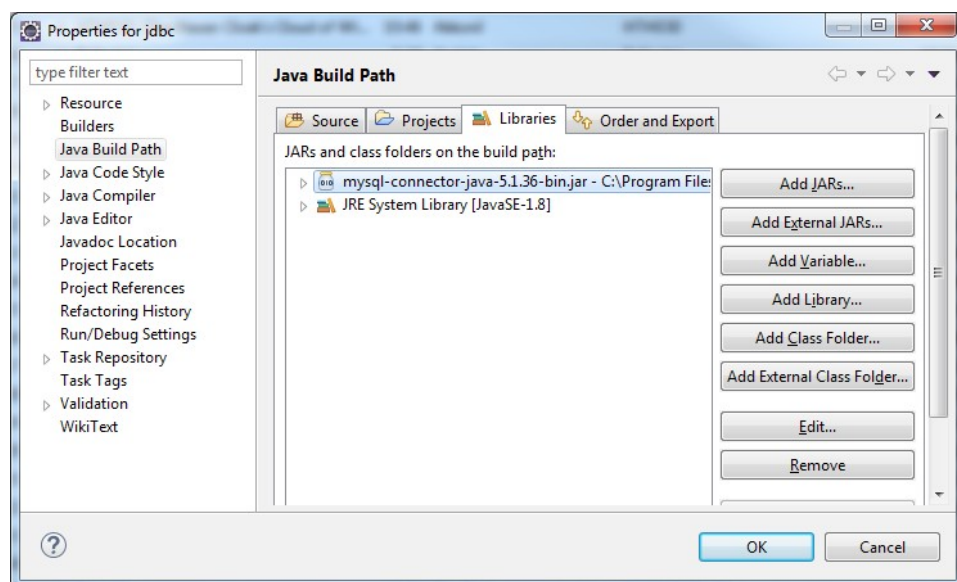 Properties for jdbc
type filter text
Resource
Builders
Java Build Path
Java Code Style
Java Compiler
Java Editor
Javadoc Location
Project Facets
Project References
Refactoring History
Run/Debug Settings
Task Repository
Task Tags
Validation
WikiText
Java Build Path
Source Projects Libraries Order and Export
JARs and class folders on the build path:
mysql-connector-java-5.1.36-bin.jar - C:\Program File
JRE System Library [JavaSE-1.8]
Add JARs...
Add External JARs...
Add Variable...
Add Library...
Add Class Folder...
Add External Class Folder...
Edit...
Remove
OK Cancel